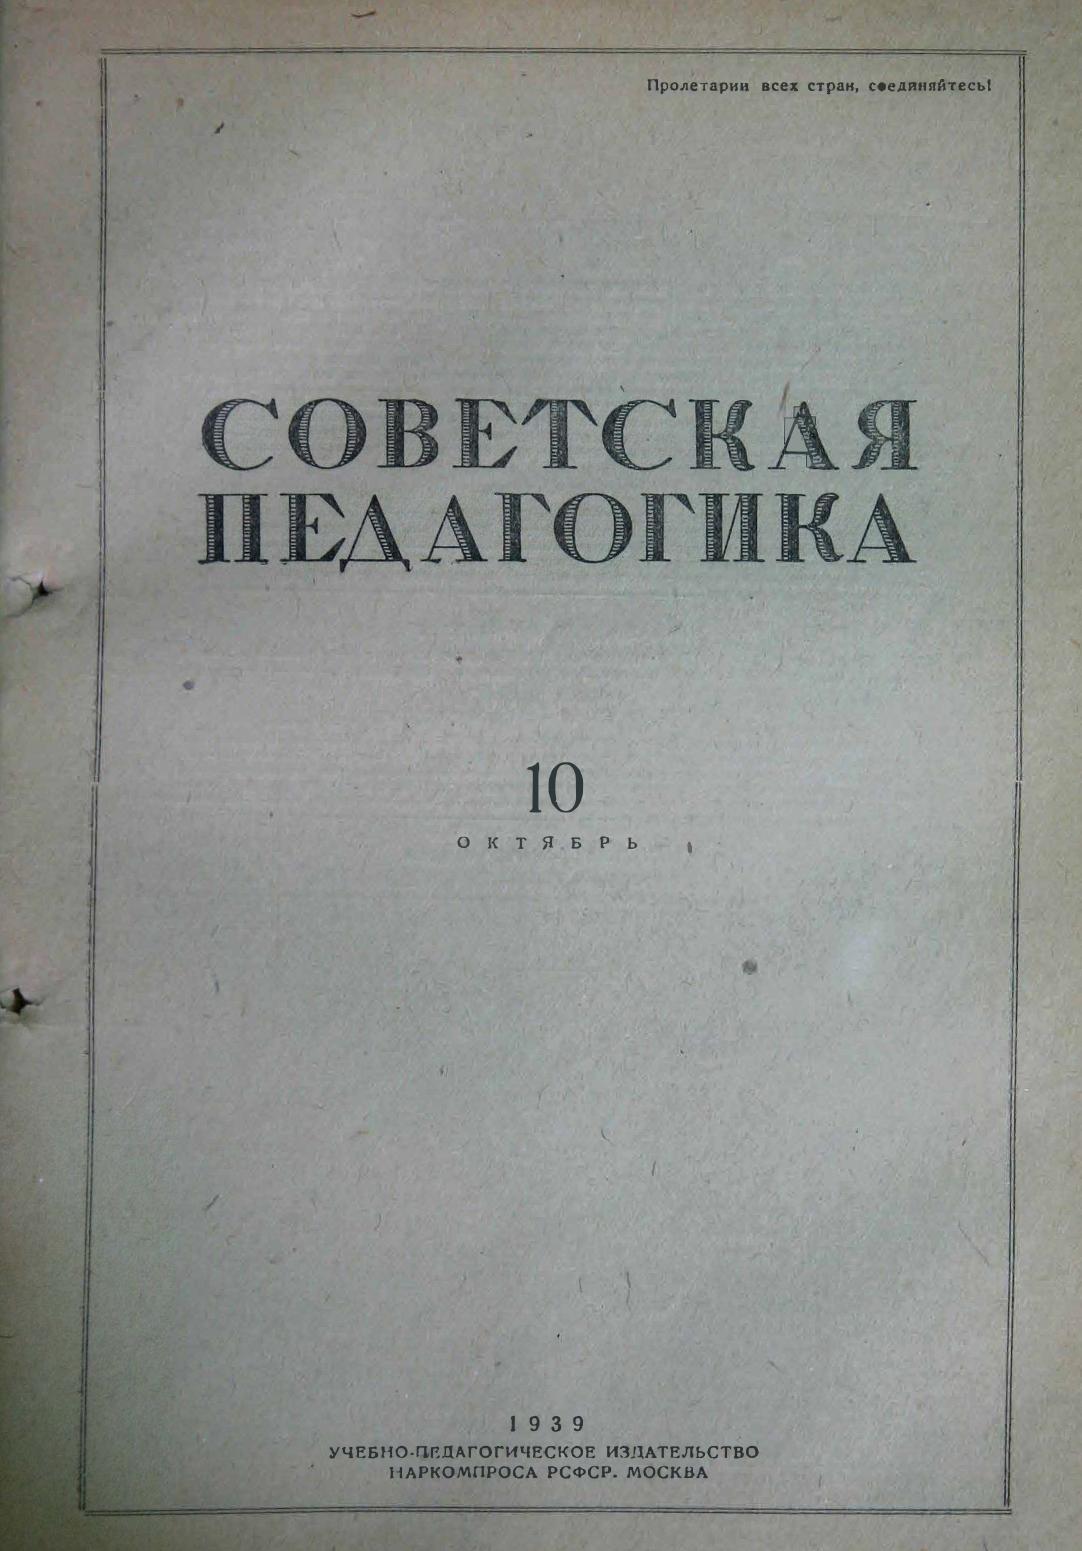 Пролетарии всех стран, соединяйтесь!
СОВЕТСКАЯ
ПЕДАГОГИКА
10
ОКТЯБРЬ
1939
УЧЕБНО-ПЕДАГОГИЧЕСКОЕ ИЗДАТЕЛЬСТВО
НАРКОМПРОСА РСФСР. МОСКВА